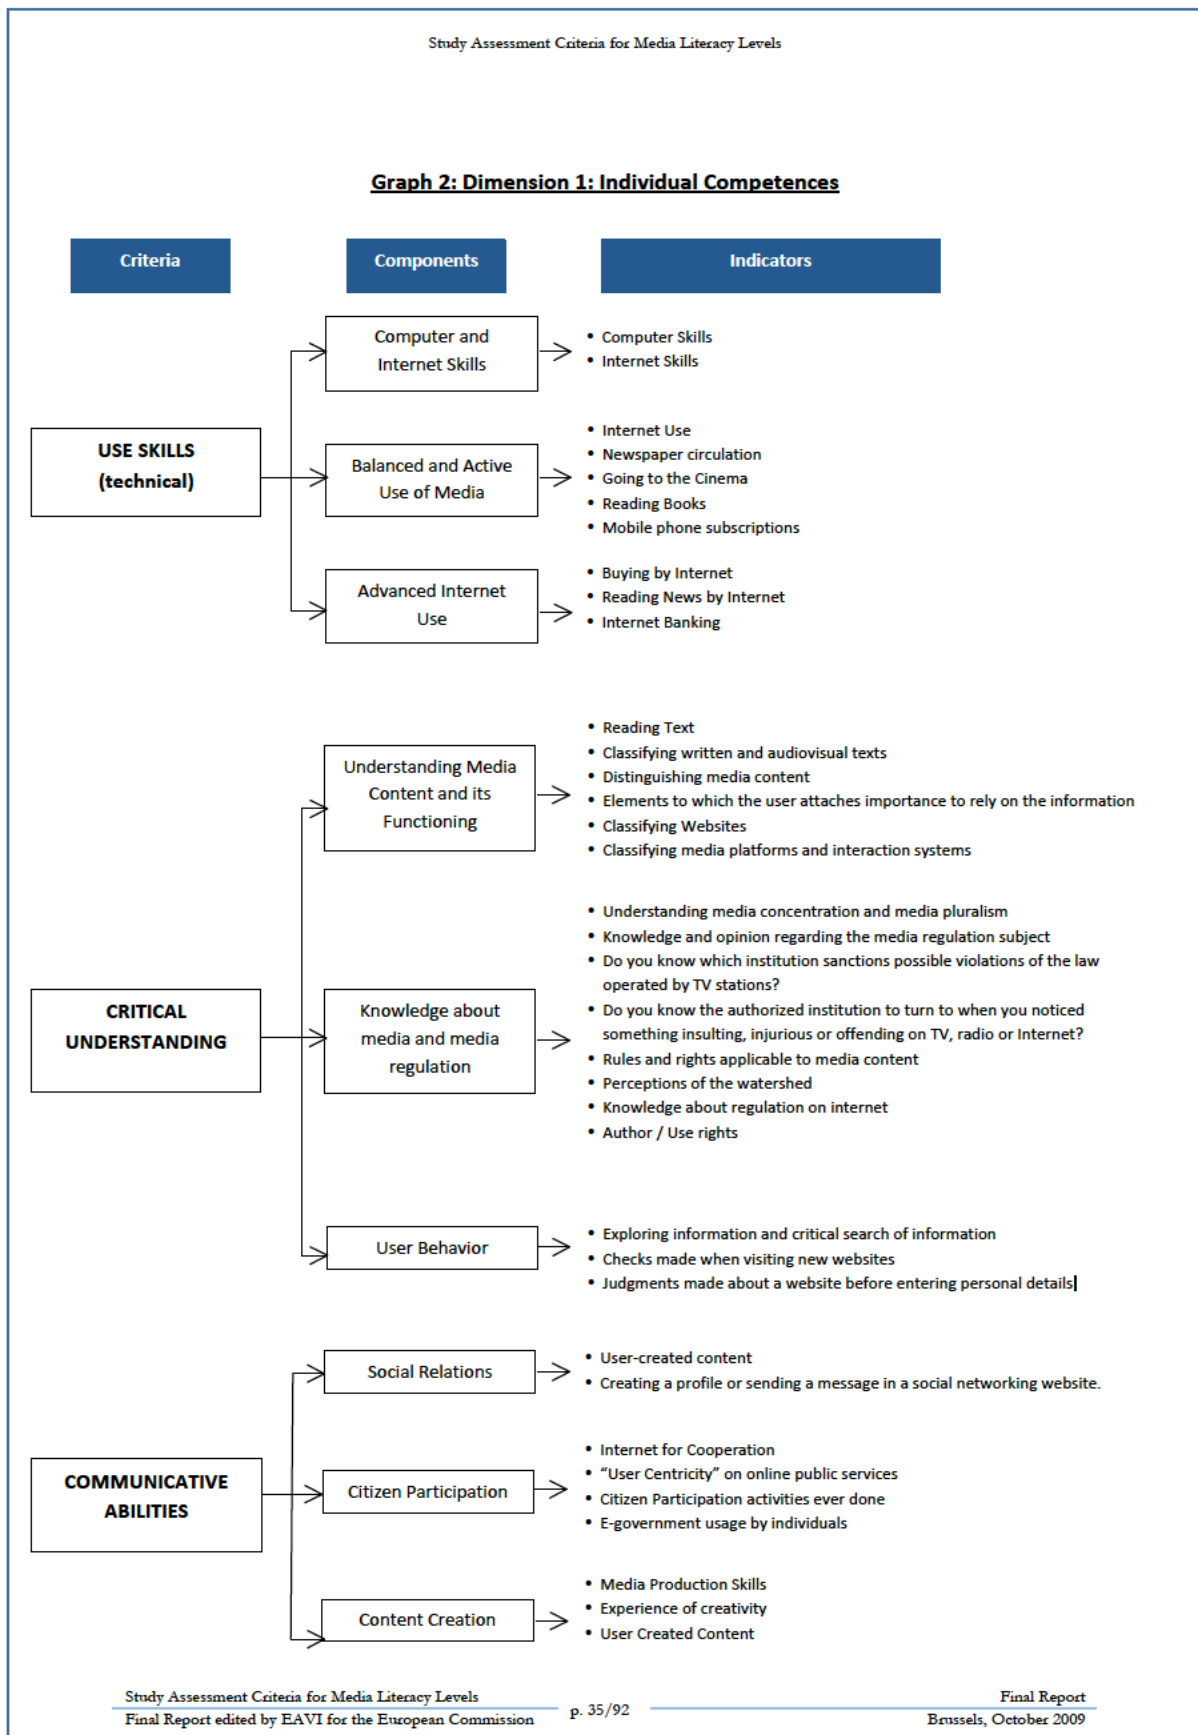 Study Assessment Criteria for Media Literacy Levels
Graph 2: Dimension 1: Individual Competences
Criteria
Components
Indicators
USE SKILLS
(technical)
Computer and
Internet Skills
• Computer Skills
• Internet Skills
Balanced and Active
Use of Media
• Internet Use
• Newspaper circulation
• Going to the Cinema
• Reading Books
• Mobile phone subscriptions
Advanced Internet
Use
• Buying by Internet
• Reading News by Internet
• Internet Banking
CRITICAL
UNDERSTANDING
Understanding Media
Content and its
Functioning
• Reading Text
• Classifying written and audiovisual texts
• Distinguishing media content
• Elements to which the user attaches importance to rely on the information
• Classifying Websites
• Classifying media platforms and interaction systems
Knowledge about
media and media
regulation
• Understanding media concentration and media pluralism
• Knowledge and opinion regarding the media regulation subject
• Do you know which institution sanctions possible violations of the law
operated by TV stations?
• Do you know the authorized institution to turn to when you noticed
something insulting, injurious or offending on TV, radio or Internet?
• Rules and rights applicable to media content
• Perceptions of the watershed
• Knowledge about regulation on internet
• Author / Use rights
User Behavior
• Exploring information and critical search of information
• Checks made when visiting new websites
• Judgments made about a website before entering personal details
COMMUNICATIVE
ABILITIES
Social Relations
• User-created content
• Creating a profile or sending a message in a social networking website.
Citizen Participation
• Internet for Cooperation
• “User Centricity” on online public services
• Citizen Participation activities ever done
• E-government usage by individuals
Content Creation
• Media Production Skills
• Experience of creativity
• User Created Content
Study Assessment Criteria for Media Literacy Levels
Final Report edited by EAVI for the European Commission
p. 35/92
Final Report
Brussels, October 2009